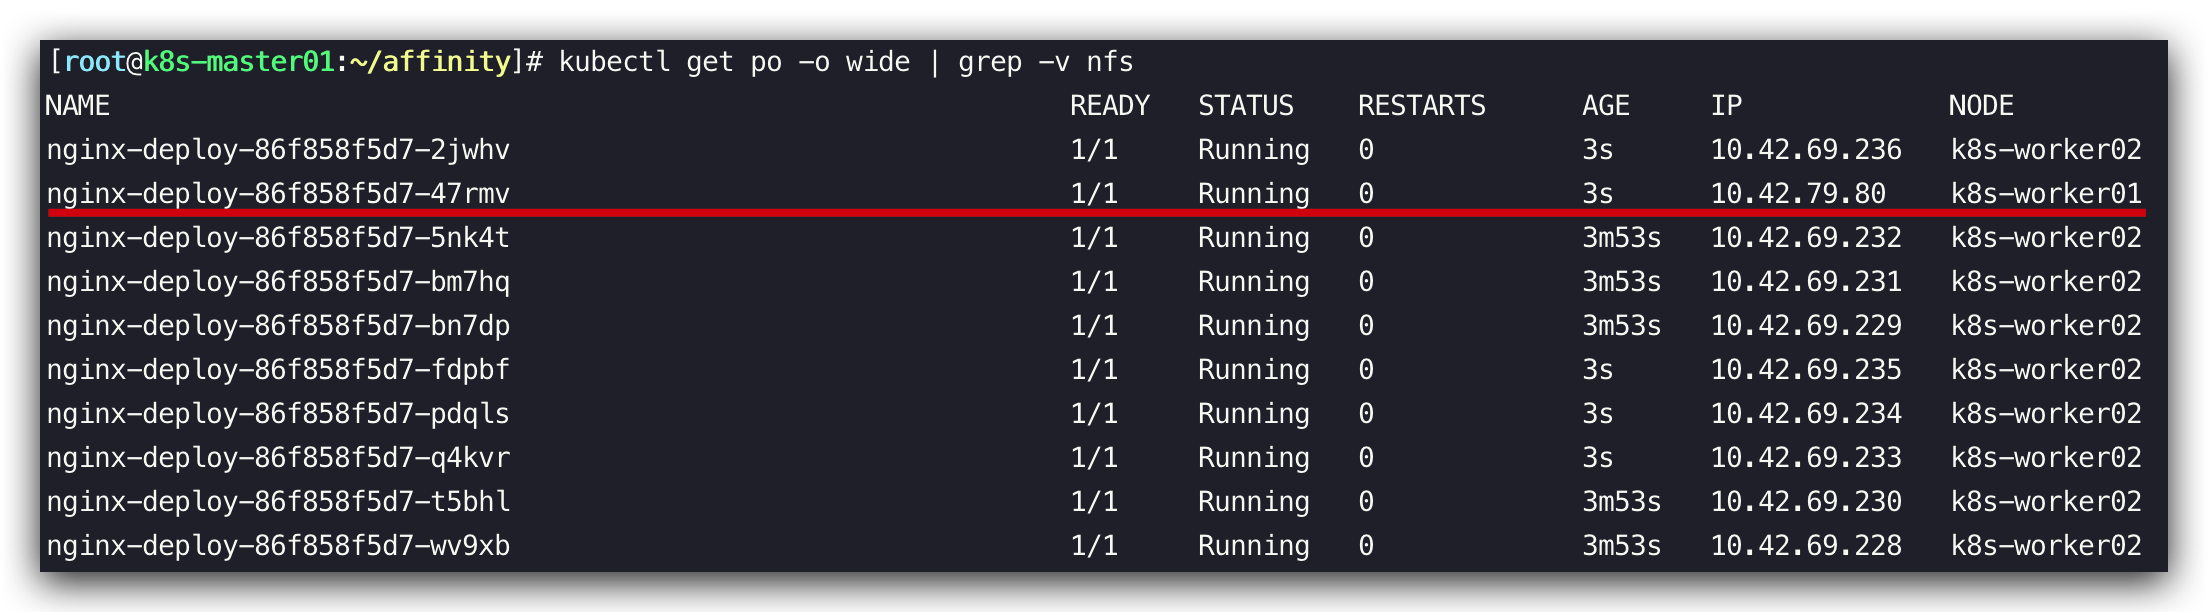 [root@k8s-master01:~/affinity]# kubectl get po -o wide | grep -v nfs
NAME READY STATUS RESTARTS AGE IP NODE
nginx-deploy-86f858f5d7-2jwhv 1/1 Running 0 3s 10.42.69.236 k8s-worker02
nginx-deploy-86f858f5d7-47rmv 1/1 Running 0 3s 10.42.79.80 k8s-worker01
nginx-deploy-86f858f5d7-5nk4t 1/1 Running 0 3m53s 10.42.69.232 k8s-worker02
nginx-deploy-86f858f5d7-bm7hq 1/1 Running 0 3m53s 10.42.69.231 k8s-worker02
nginx-deploy-86f858f5d7-bn7dp 1/1 Running 0 3m53s 10.42.69.229 k8s-worker02
nginx-deploy-86f858f5d7-fdpbf 1/1 Running 0 3s 10.42.69.235 k8s-worker02
nginx-deploy-86f858f5d7-pdqls 1/1 Running 0 3s 10.42.69.234 k8s-worker02
nginx-deploy-86f858f5d7-q4kvr 1/1 Running 0 3s 10.42.69.233 k8s-worker02
nginx-deploy-86f858f5d7-t5bhl 1/1 Running 0 3m53s 10.42.69.230 k8s-worker02
nginx-deploy-86f858f5d7-wv9xb 1/1 Running 0 3m53s 10.42.69.228 k8s-worker02